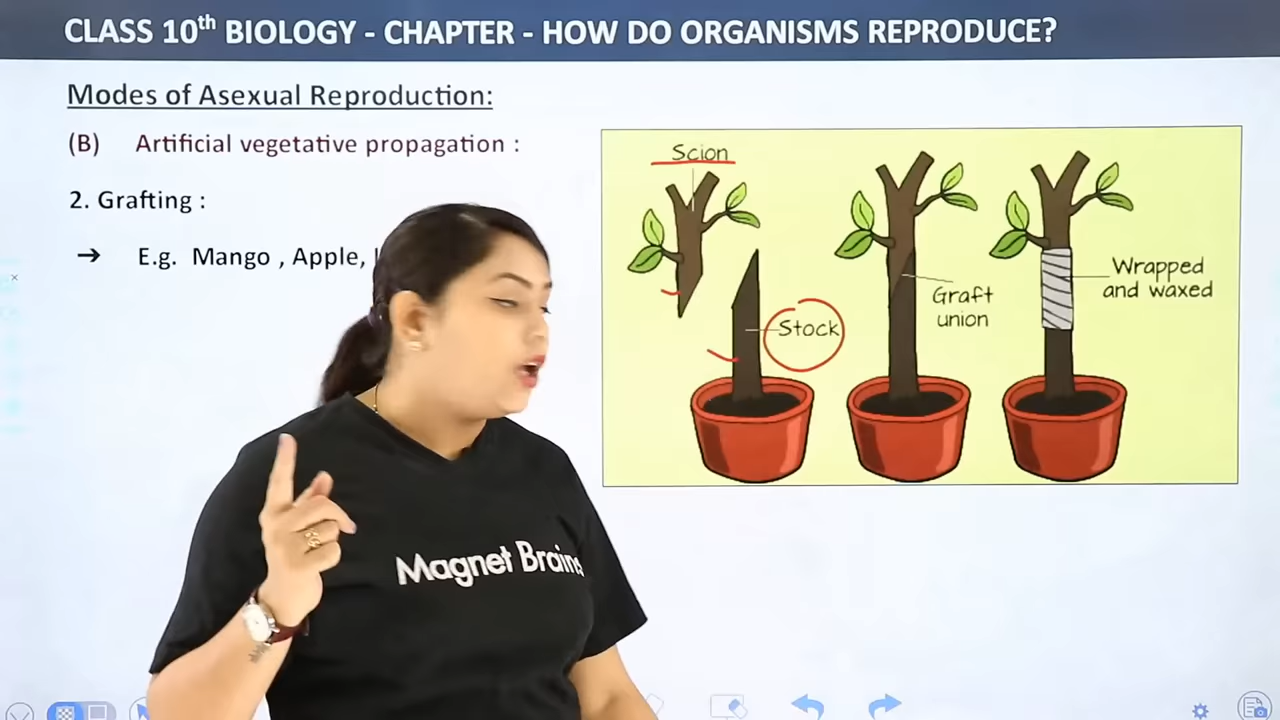 CLASS 10th BIOLOGY - CHAPTER - HOW DO ORGANISMS REPRODUCE?
Modes of Asexual Reproduction:
(B) Artificial vegetative propagation :
2. Grafting :
➔ E.g. Mango , Apple,
Scion
Stock
Graft
union
Wrapped
and waxed
Magnet Brains